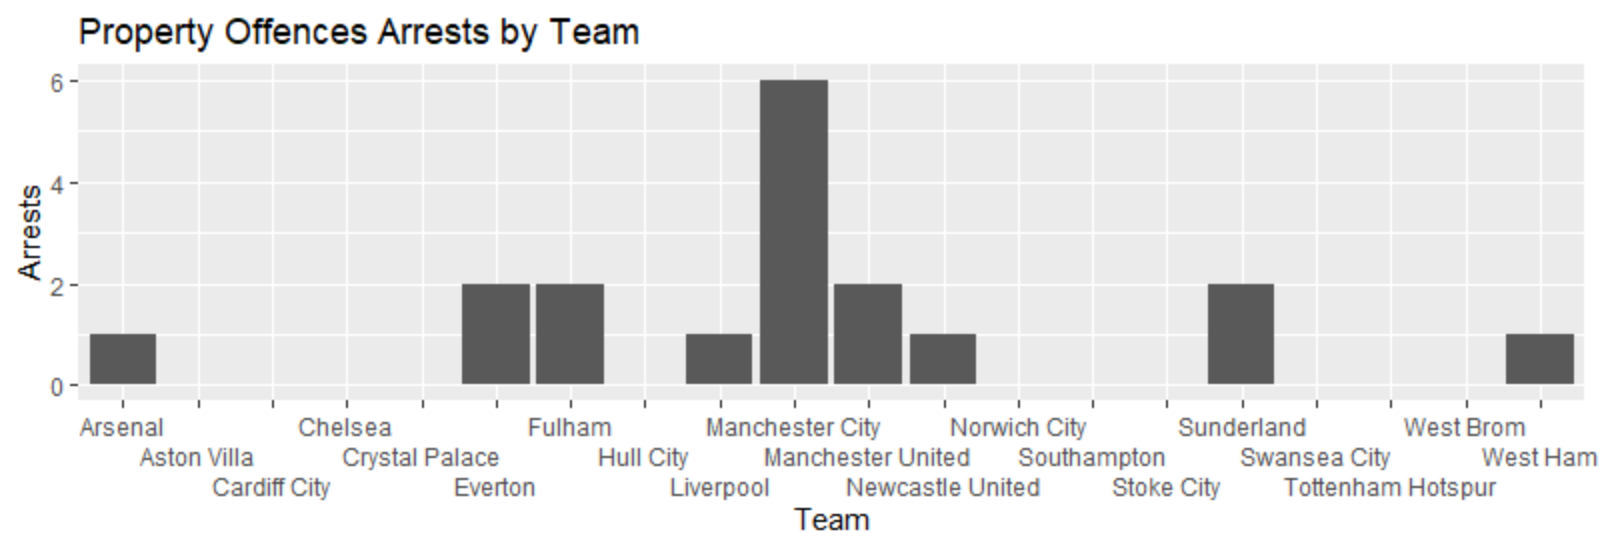 Property Offences Arrests by Team
6
4
2
0
Arrests
Arsenal Chelsea Fulham Manchester City Norwich City Sunderland West Brom
Aston Villa Crystal Palace Hull City Manchester United Southampton Swansea City West Ham
Cardiff City Everton Liverpool Newcastle United Stoke City Tottenham Hotspur
Team